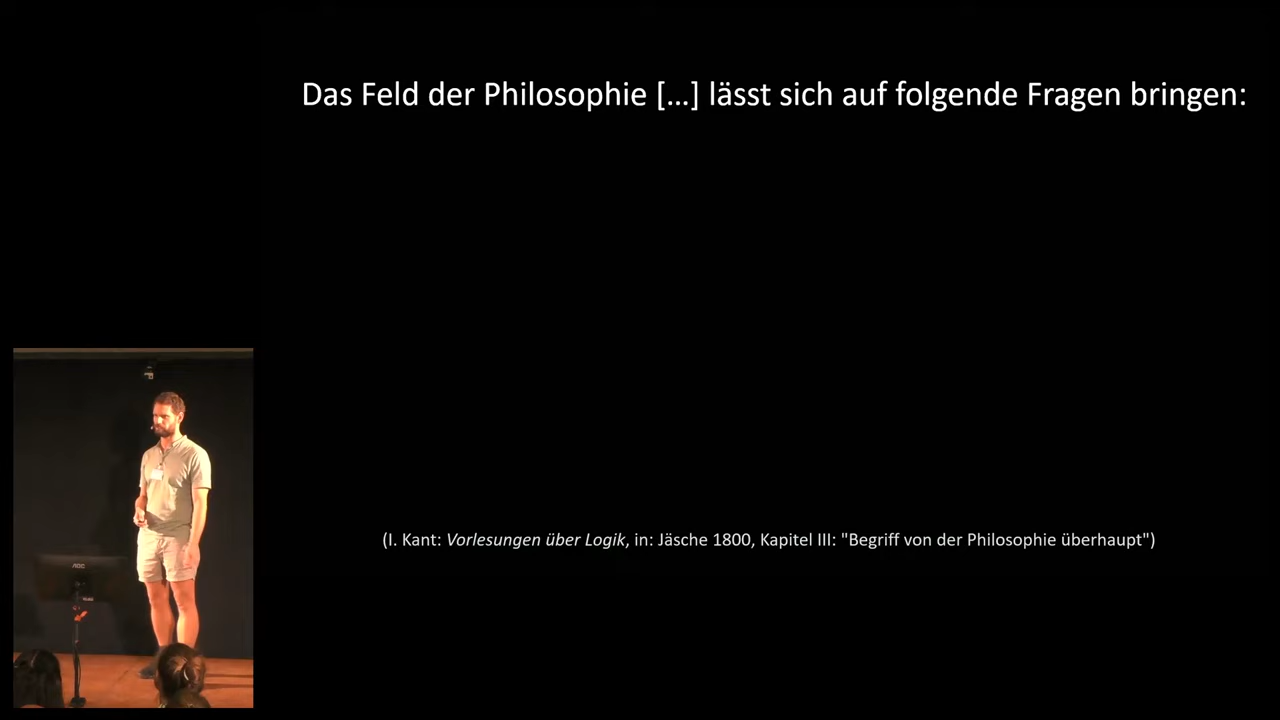 Das Feld der Philosophie [...] lässt sich auf folgende Fragen bringen:
(I. Kant: Vorlesungen über Logik, in: Jäsche 1800, Kapitel III: "Begriff von der Philosophie überhaupt")
AOC